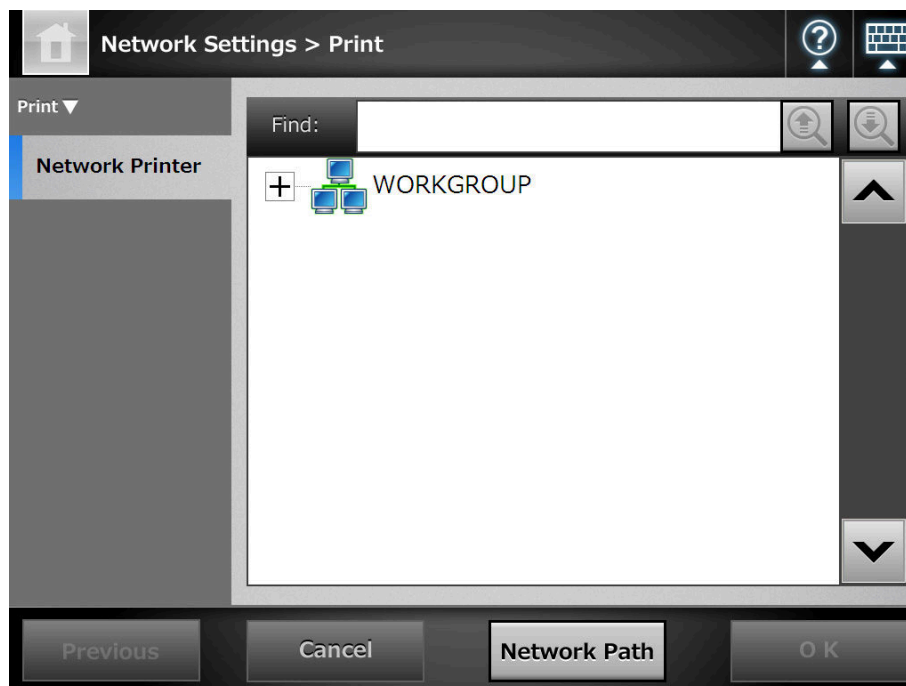 Network Settings > Print
Print ▼
Find:
Network Printer
WORKGROUP
Previous
Cancel
Network Path
OK